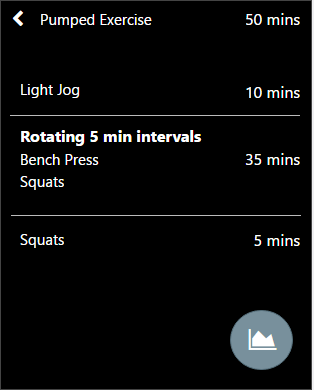 Pumped Exercise 50 mins
Light Jog 10 mins
Rotating 5 min intervals
Bench Press 35 mins
Squats
Squats 5 mins